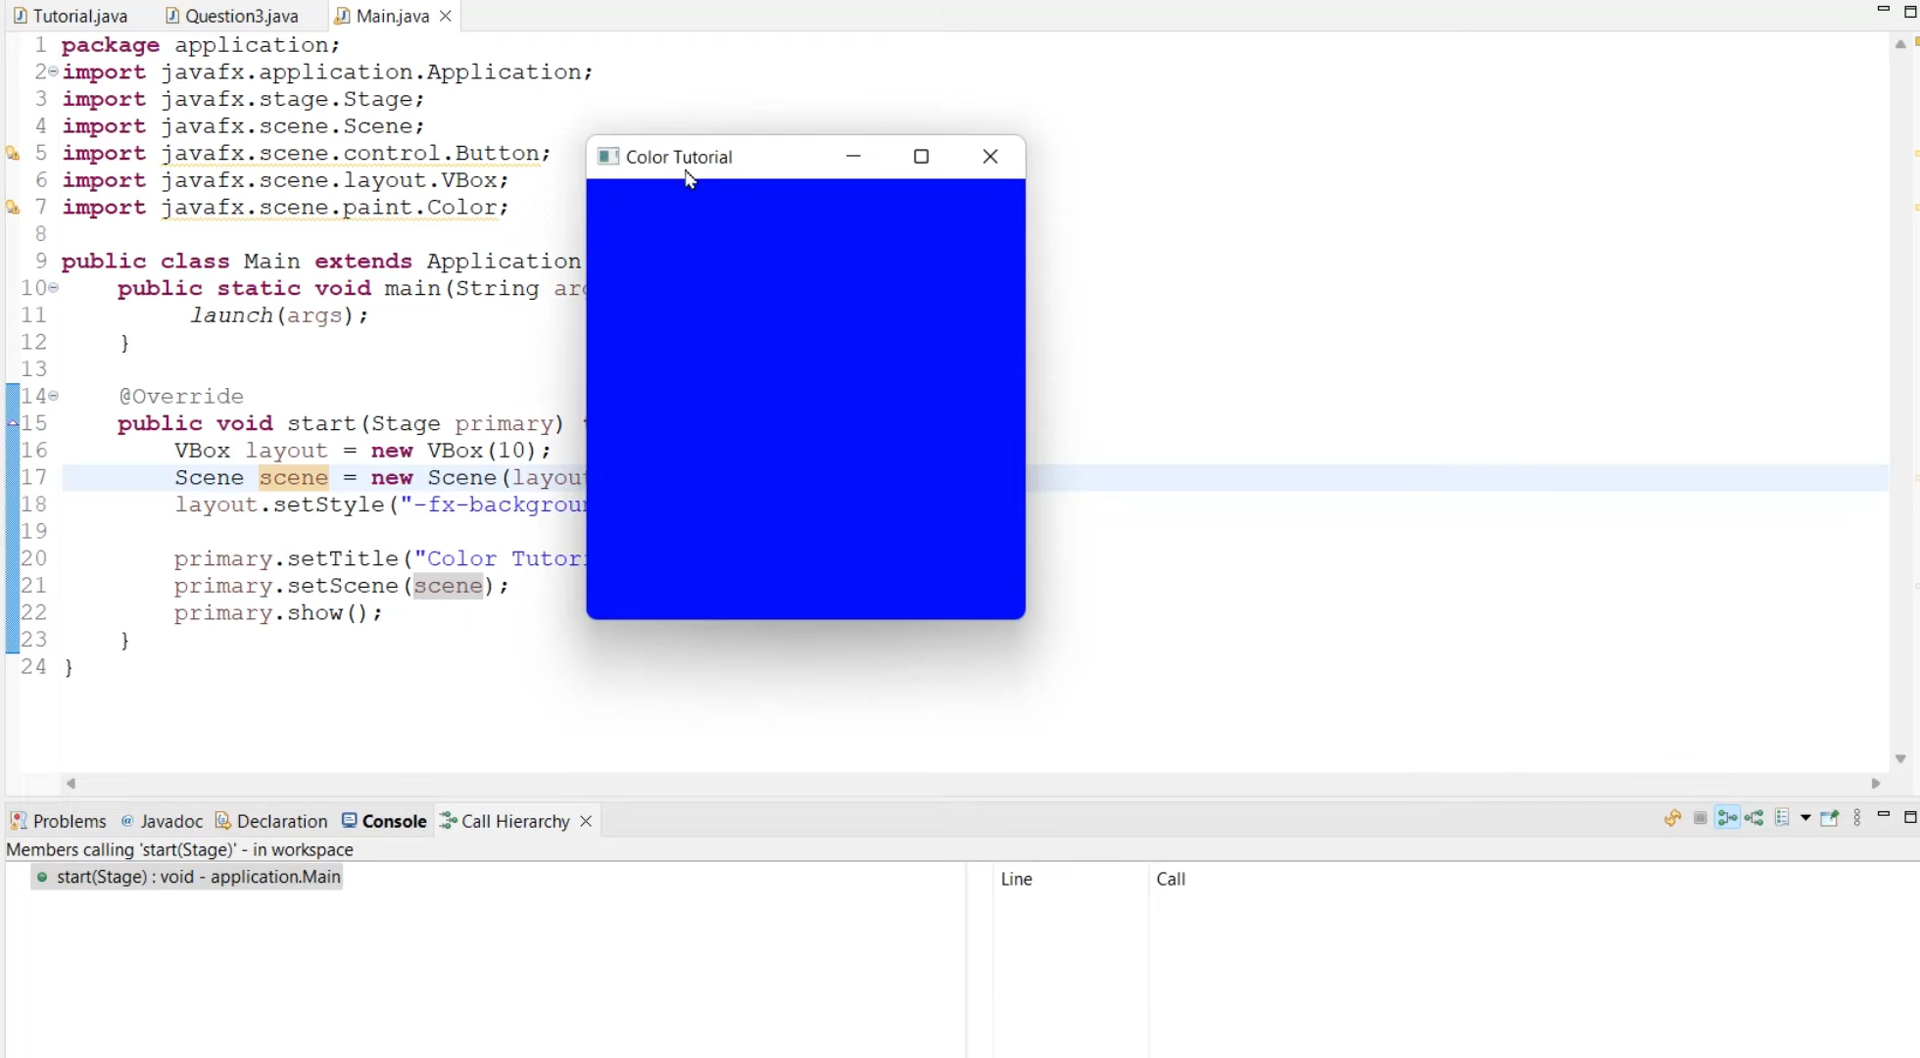 Tutorial.java Question3.java Main.java
1 package application;
2 import javafx.application.Application;
3 import javafx.stage.Stage;
4 import javafx.scene.Scene;
5 import javafx.scene.control.Button;
6 import javafx.scene.layout.VBox;
7 import javafx.scene.paint.Color;
8
9 public class Main extends Application
10 public static void main(String
11 launch(args);
12 }
13
14 @Override
15 public void start(Stage primary)
16 VBox layout = new VBox(10);
17 Scene scene = new Scene(
18 layout.setStyle("
19
20 primary.setTitle("Color
21 primary.setScene(scene);
22 primary.show();
23 }
24 }
Color Tutorial
Problems @ Javadoc Declaration Console Call Hierarchy
Members calling 'start(Stage)' - in workspace
start(Stage) : void - application.Main
Line Call